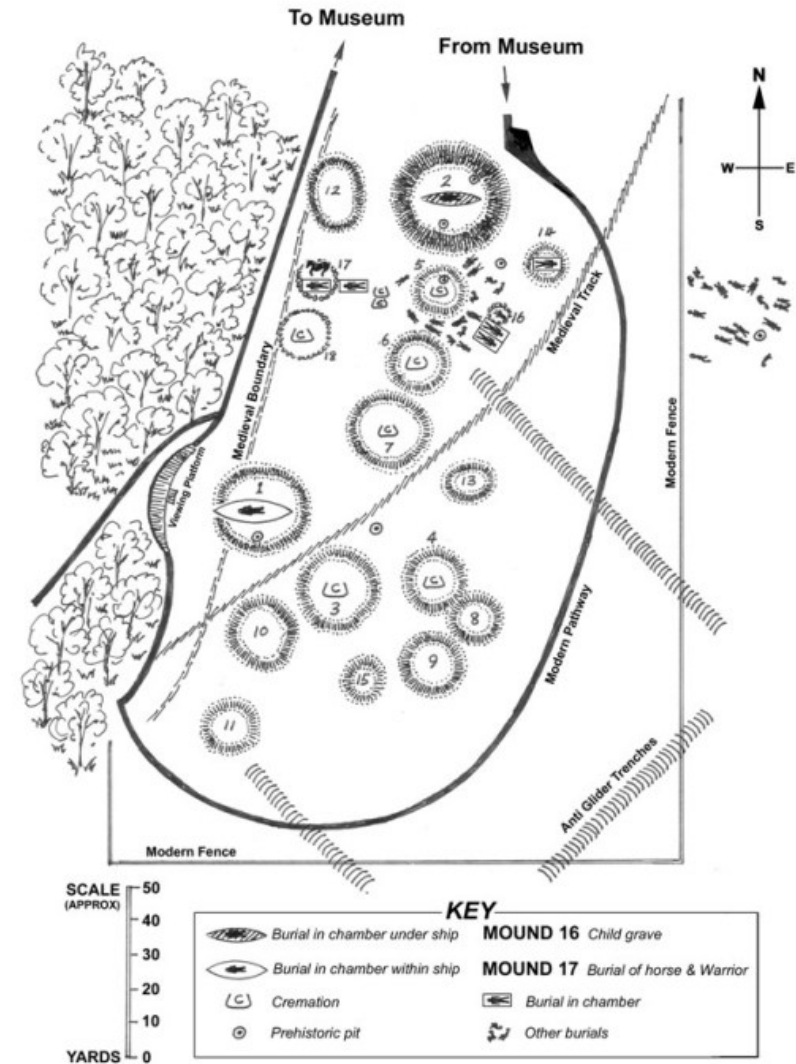 To Museum
From Museum
N
W E
S
12
2
14
17
5
C
C
C
16
6
C
18
C
Medieval Track
Medieval Boundary
C
7
Modern Fence
Viewing Platform
1
13
4
C
C
3
8
10
9
15
11
Modern Pathway
Anti Glider Trenches
Modern Fence
SCALE
(APPROX)
50
40
30
20
10
YARDS 0
KEY
Burial in chamber under ship
Burial in chamber within ship
C Cremation
Prehistoric pit
MOUND 16 Child grave
MOUND 17 Burial of horse & Warrior
Burial in chamber
Other burials